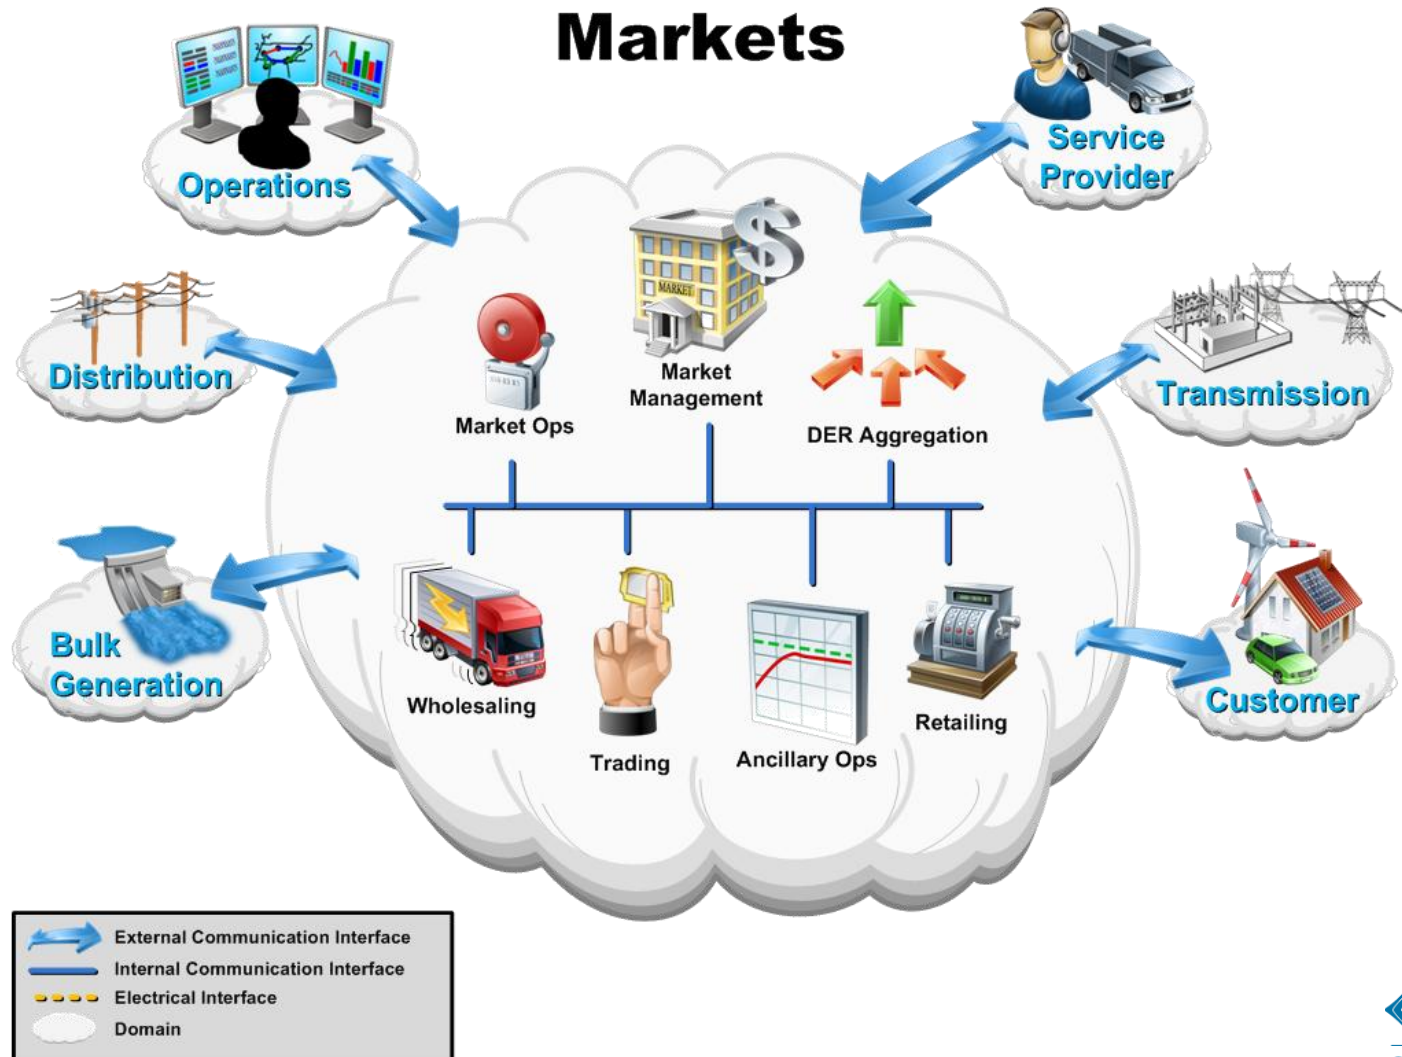 Markets
Operations
Service
Provider
MARKET
Market
Management
Market Ops
DER Aggregation
Distribution
Transmission
Bulk
Generation
Wholesaling
Trading
Ancillary Ops
Retailing
Customer
External Communication Interface
Internal Communication Interface
Electrical Interface
Domain